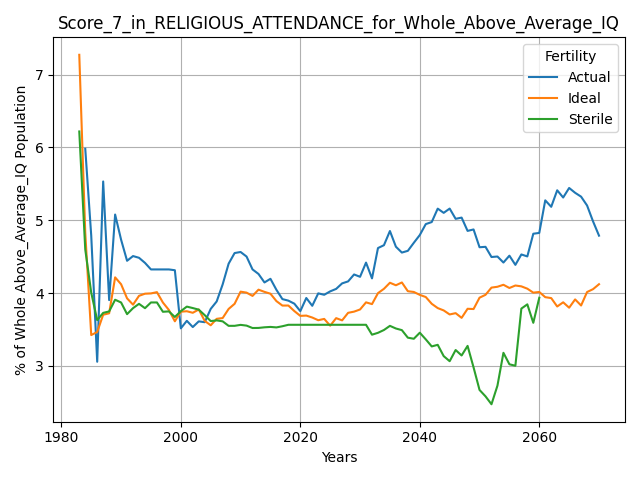 Score_7_in_RELIGIOUS_ATTENDANCE_for_Whole_Above_Average_IQ
% of Whole Above_Average_IQ Population
7
6
5
4
3
Fertility
Actual
Ideal
Sterile
1980 2000 2020 2040 2060
Years